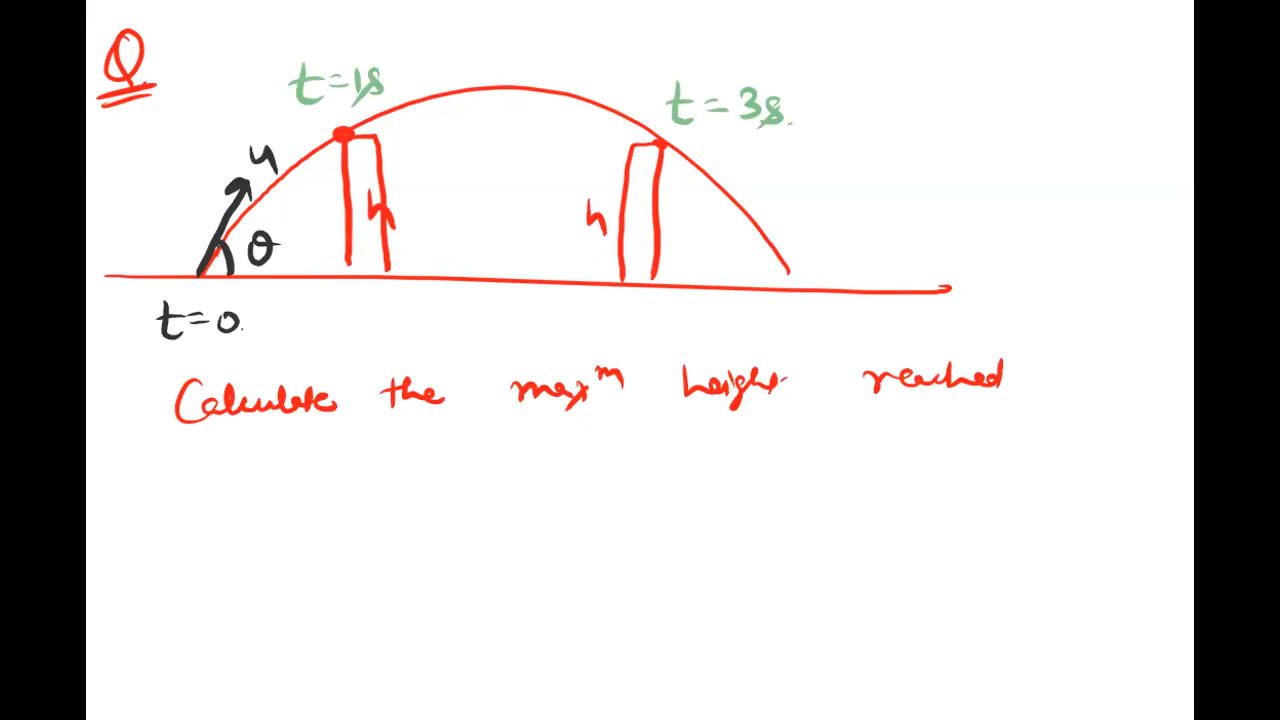 Q
t=1s
t=3s.
u
h
h
θ
t=0.
Calculate the maxᵐ height reached